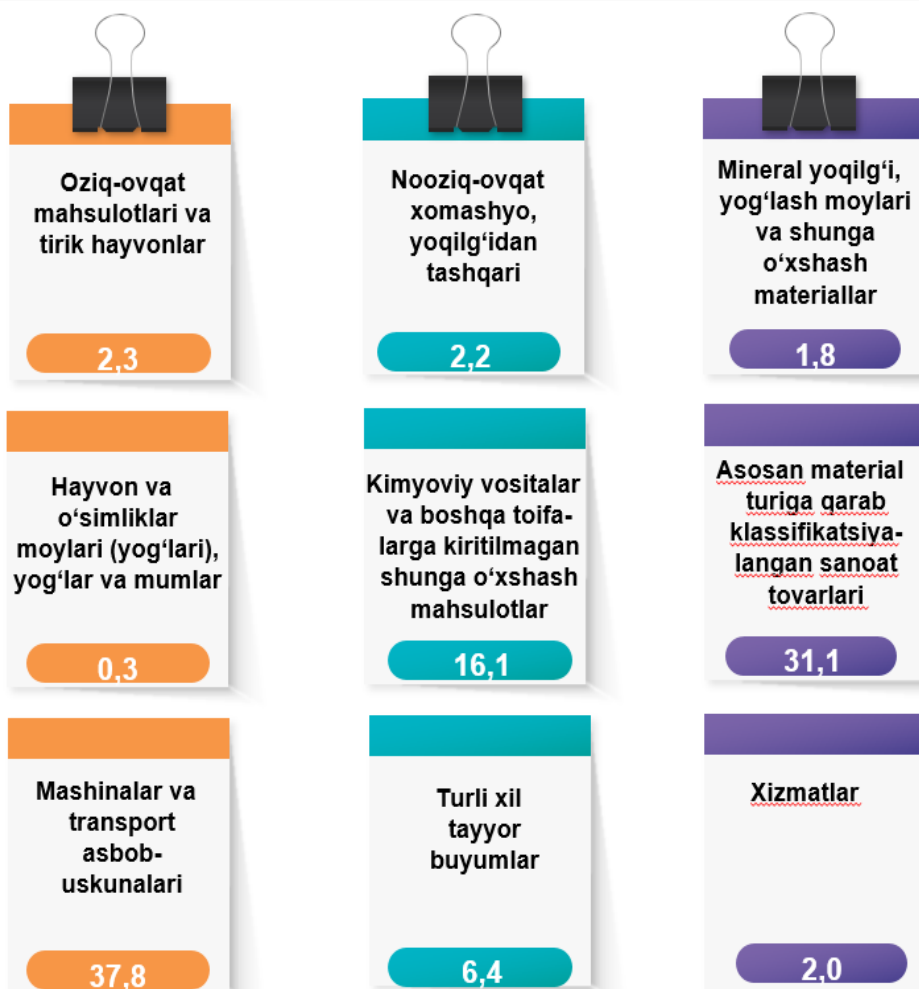 Oziq-ovqat
mahsulotlari va
tirik hayvonlar
2,3
Nooziq-ovqat
xomashyo,
yoqilg‘idan
tashqari
2,2
Mineral yoqilg‘i,
yog‘lash moylari
va shunga
o‘xshash
materiallar
1,8
Hayvon va
o‘simliklar
moylari (yog‘lari),
yog‘lar va mumlar
0,3
Kimyoviy vositalar
va boshqa toifa-
larga kiritilmagan
shunga o‘xshash
mahsulotlar
16,1
Asosan material
turiga qarab
klassifikatsiya-
langan sanoat
tovarlari
31,1
Mashinalar va
transport
asbob-
uskunalari
37,8
Turli xil
tayyor
buyumlar
6,4
Xizmatlar
2,0